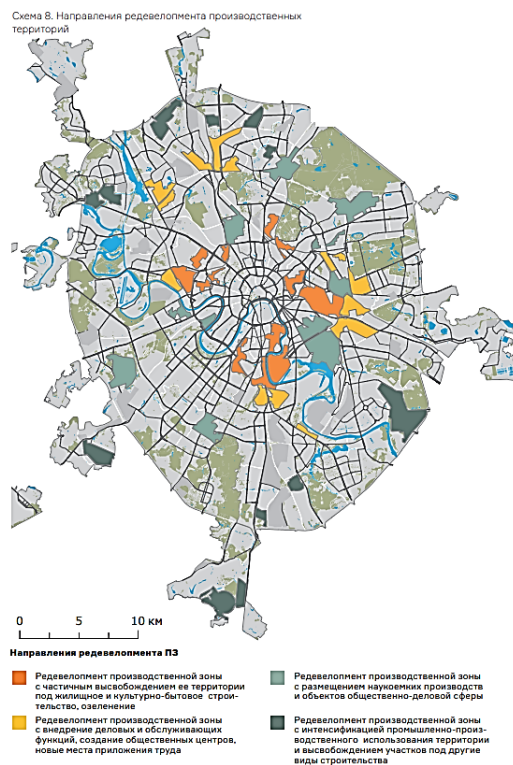 Схема 8. Направления редевелопмента производственных
территорий
0 5 10 км
Направления редевелопмента ПЗ
Редевелопмент производственной зоны
с частичным высвобождением ее территории
под жилищное и культурно-бытовое строи-
тельство, озеленение
Редевелопмент производственной зоны
с внедрение деловых и обслуживающих
функций, создание общественных центров,
новые места приложения труда
Редевелопмент производственной зоны
с размещением наукоемких производств
и объектов общественно-деловой сферы
Редевелопмент производственной зоны
с интенсификацией промышленно-произ-
водственного использования территории
и высвобождением участков под другие
виды строительства